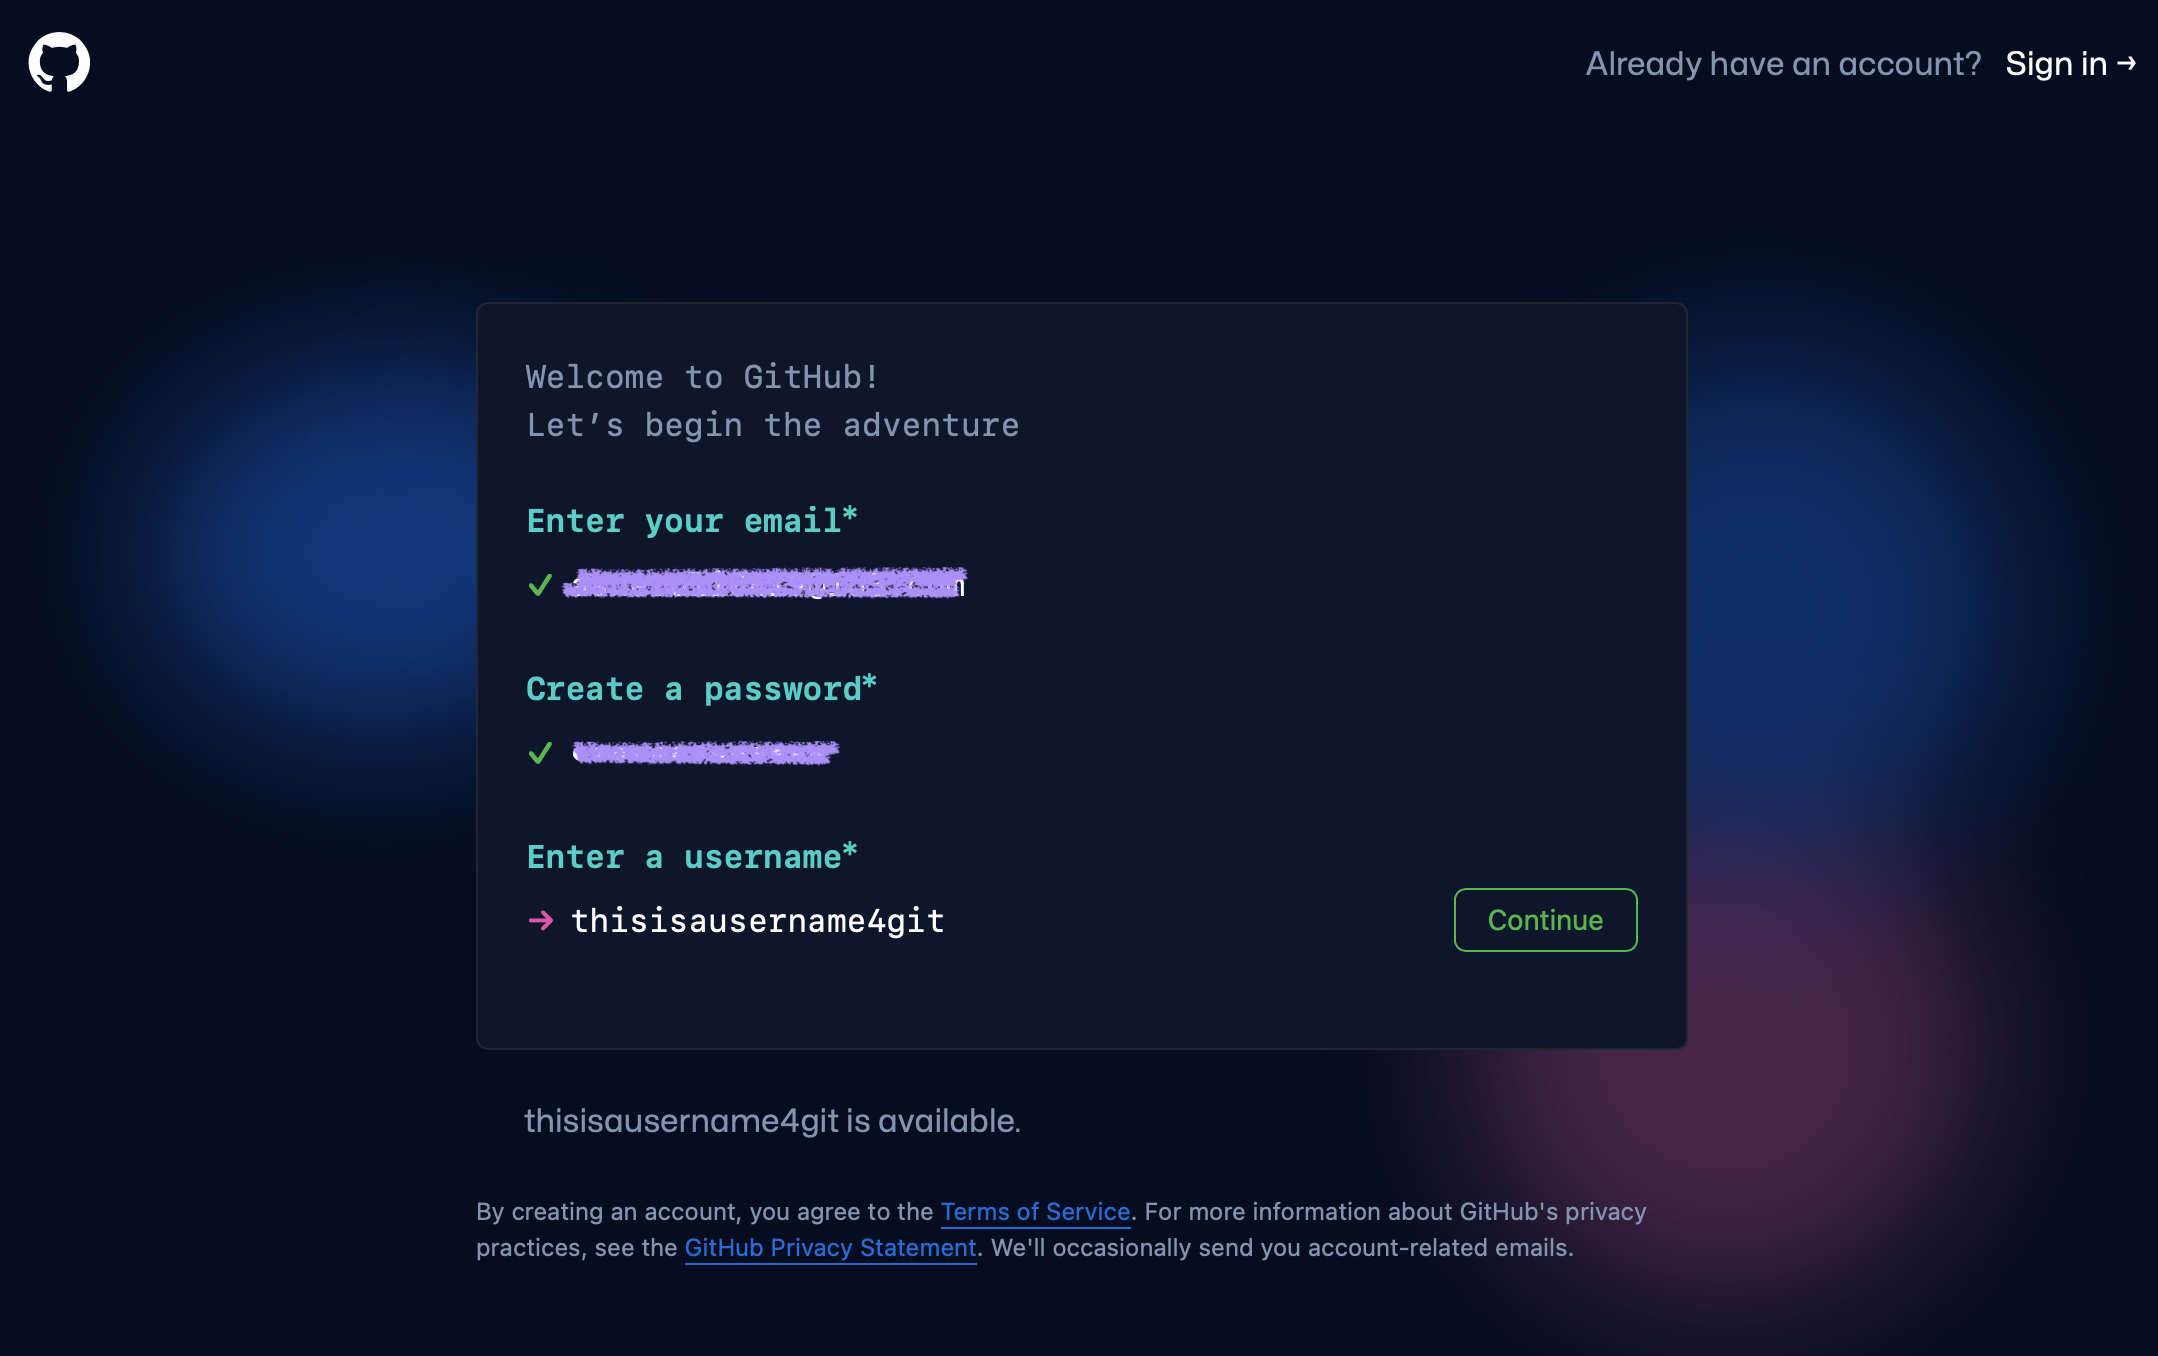 Already have an account? Sign in →
Welcome to GitHub!
Let’s begin the adventure
Enter your email*
Create a password*
Enter a username*
thisisausername4git
Continue
thisisausername4git is available.
By creating an account, you agree to the Terms of Service. For more information about GitHub's privacy
practices, see the GitHub Privacy Statement. We'll occasionally send you account-related emails.